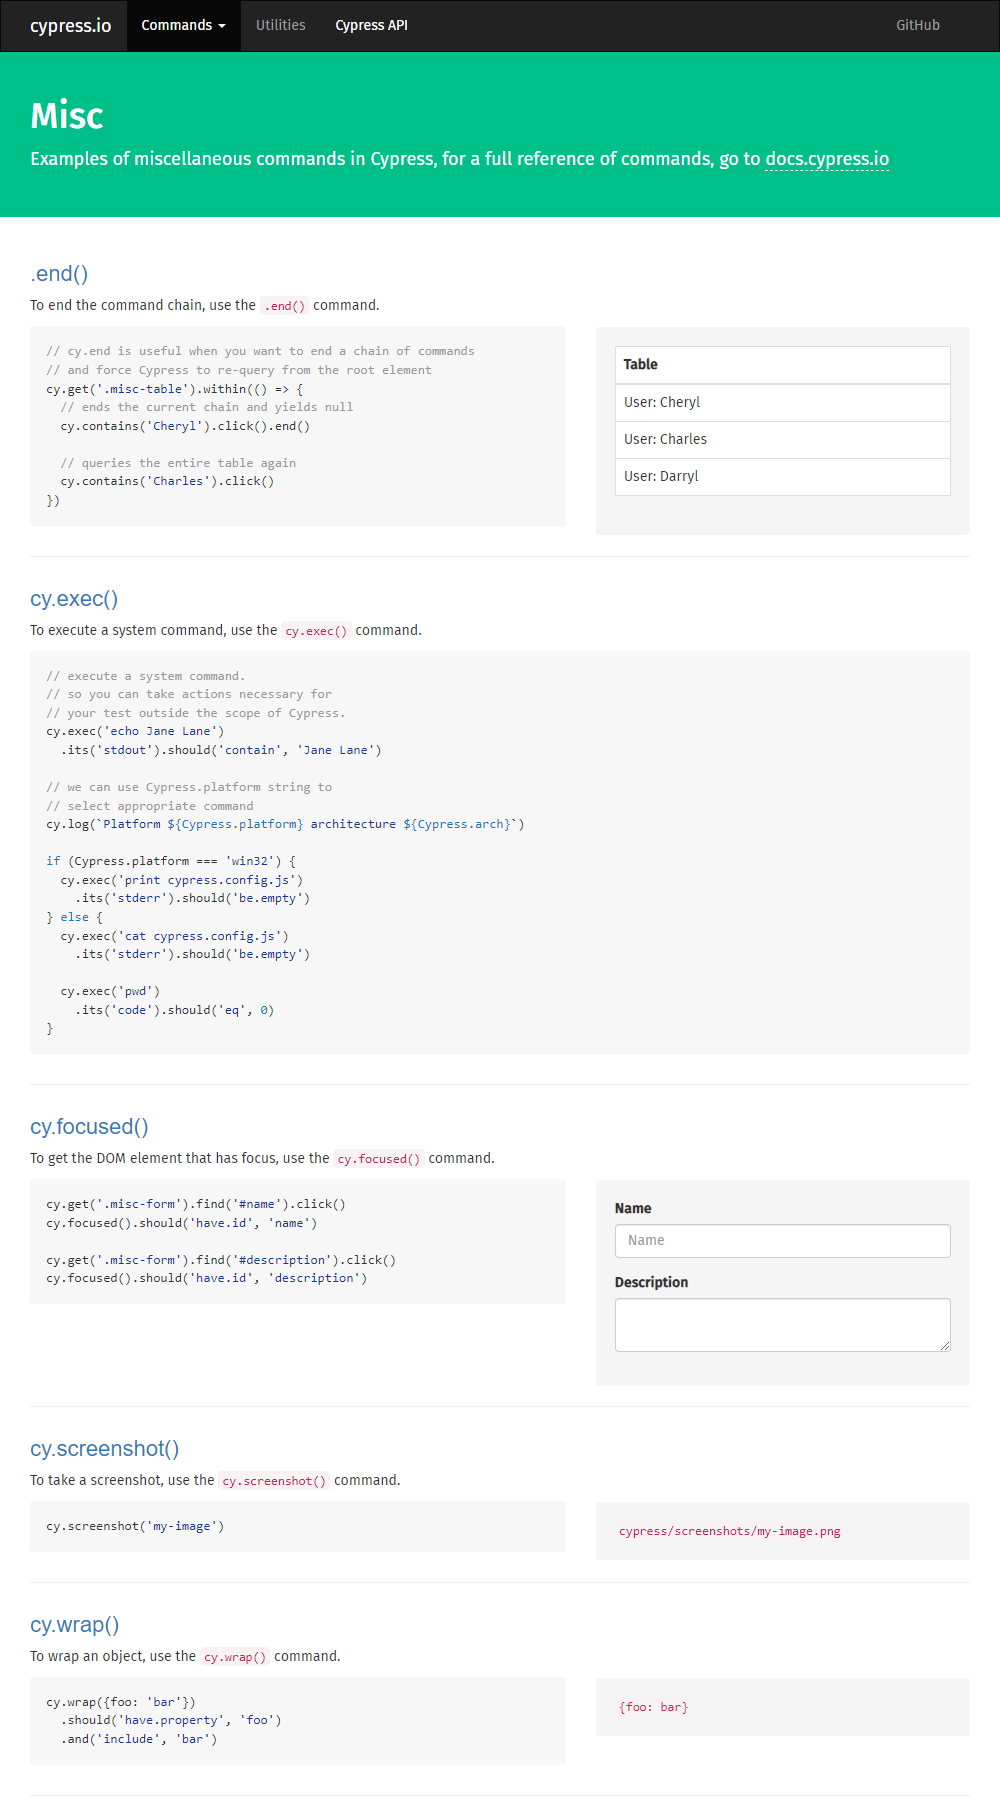 cypress.io Commands Utilities Cypress API GitHub
Misc
Examples of miscellaneous commands in Cypress, for a full reference of commands, go to docs.cypress.io
.end()
To end the command chain, use the .end() command.
// cy.end is useful when you want to end a chain of commands
// and force Cypress to re-query from the root element
cy.get('.misc-table').within(() => {
  // ends the current chain and yields null
  cy.contains('Cheryl').click().end()

  // queries the entire table again
  cy.contains('Charles').click()
})
Table
User: Cheryl
User: Charles
User: Darryl
cy.exec()
To execute a system command, use the cy.exec() command.
// execute a system command.
// so you can take actions necessary for
// your test outside the scope of Cypress.
cy.exec('echo Jane Lane')
  .its('stdout').should('contain', 'Jane Lane')

// we can use Cypress.platform string to
// select appropriate command
cy.log(`Platform ${Cypress.platform} architecture ${Cypress.arch}`)

if (Cypress.platform === 'win32') {
  cy.exec('print cypress.config.js')
    .its('stderr').should('be.empty')
} else {
  cy.exec('cat cypress.config.js')
    .its('stderr').should('be.empty')

  cy.exec('pwd')
    .its('code').should('eq', 0)
}
cy.focused()
To get the DOM element that has focus, use the cy.focused() command.
cy.get('.misc-form').find('#name').click()
cy.focused().should('have.id', 'name')

cy.get('.misc-form').find('#description').click()
cy.focused().should('have.id', 'description')
Name
Name
Description
cy.screenshot()
To take a screenshot, use the cy.screenshot() command.
cy.screenshot('my-image')
cypress/screenshots/my-image.png
cy.wrap()
To wrap an object, use the cy.wrap() command.
cy.wrap({foo: 'bar'})
  .should('have.property', 'foo')
  .and('include', 'bar')
{foo: bar}